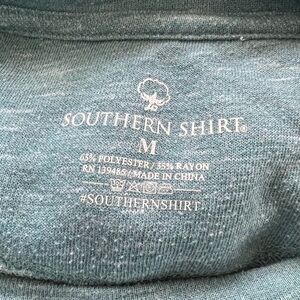 SOUTHERN SHIRT®
M
65% POLYESTER / 35% RAYON
RN 139485 / MADE IN CHINA
#SOUTHERNSHIRT